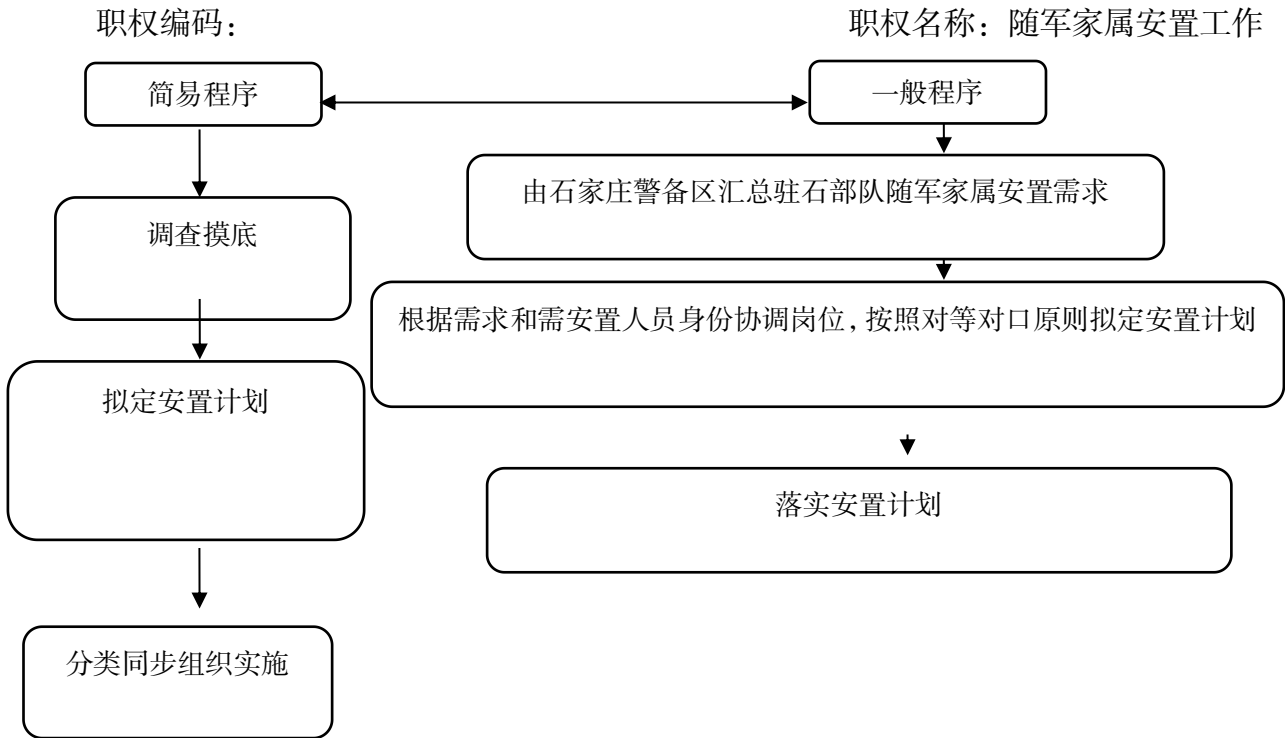 职权编码： 职权名称：随军家属安置工作
简易程序
一般程序
由石家庄警备区汇总驻石部队随军家属安置需求
调查摸底
根据需求和需安置人员身份协调岗位，按照对等对口原则拟定安置计划
拟定安置计划
落实安置计划
分类同步组织实施